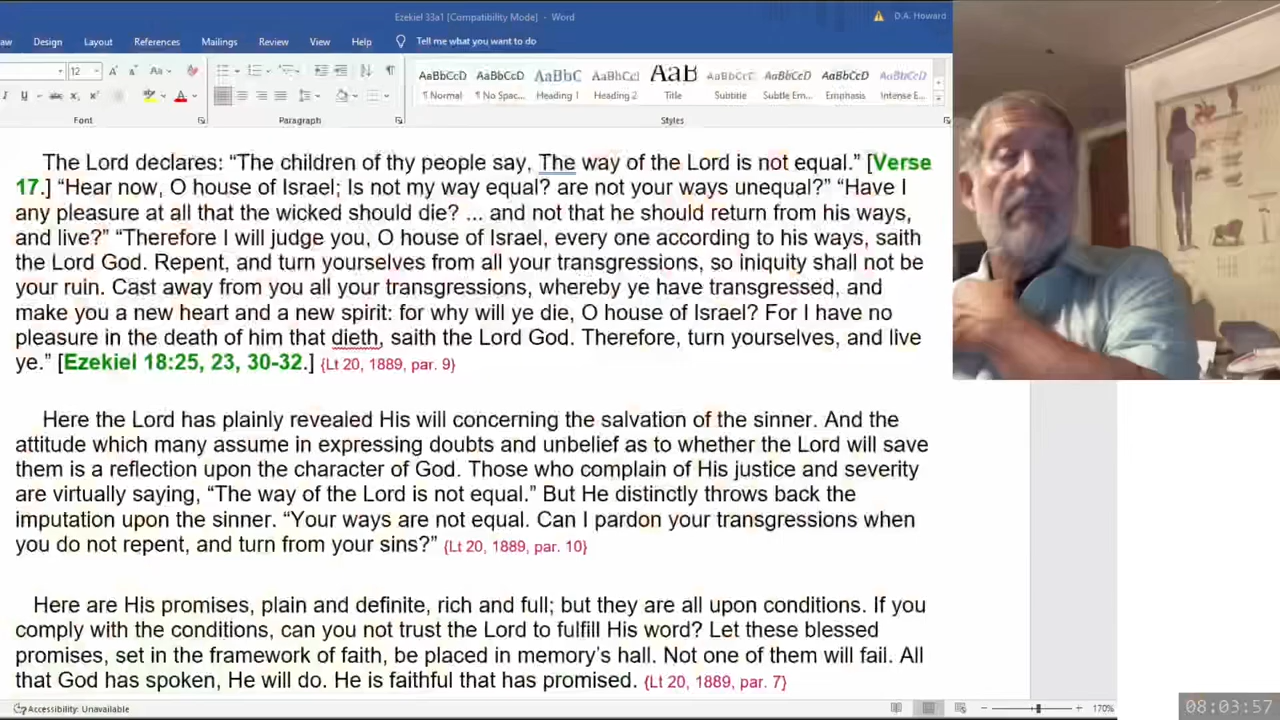 Ezekiel 33a1 [Compatibility Mode] - Word
D.A. Howard
aw Design Layout References Mailings Review View Help Tell me what you want to do
12
AaBbCcD AaBbCcD AaBbC AaBbCcI AaB AaBbCcD AaBbCcD AaBbCcD AaBbCcD
¶ Normal ¶ No Spac... Heading 1 Heading 2 Title Subtitle Subtle Em... Emphasis Intense E...
Font Paragraph Styles
The Lord declares: “The children of thy people say, The way of the Lord is not equal.” [Verse
17.] “Hear now, O house of Israel; Is not my way equal? are not your ways unequal?” “Have I
any pleasure at all that the wicked should die? ... and not that he should return from his ways,
and live?” “Therefore I will judge you, O house of Israel, every one according to his ways, saith
the Lord God. Repent, and turn yourselves from all your transgressions, so iniquity shall not be
your ruin. Cast away from you all your transgressions, whereby ye have transgressed, and
make you a new heart and a new spirit: for why will ye die, O house of Israel? For I have no
pleasure in the death of him that dieth, saith the Lord God. Therefore, turn yourselves, and live
ye.” [Ezekiel 18:25, 23, 30-32.] {Lt 20, 1889, par. 9}
Here the Lord has plainly revealed His will concerning the salvation of the sinner. And the
attitude which many assume in expressing doubts and unbelief as to whether the Lord will save
them is a reflection upon the character of God. Those who complain of His justice and severity
are virtually saying, “The way of the Lord is not equal.” But He distinctly throws back the
imputation upon the sinner. “Your ways are not equal. Can I pardon your transgressions when
you do not repent, and turn from your sins?” {Lt 20, 1889, par. 10}
Here are His promises, plain and definite, rich and full; but they are all upon conditions. If you
comply with the conditions, can you not trust the Lord to fulfill His word? Let these blessed
promises, set in the framework of faith, be placed in memory’s hall. Not one of them will fail. All
that God has spoken, He will do. He is faithful that has promised. {Lt 20, 1889, par. 7}
Accessibility: Unavailable
170%
08:03:57